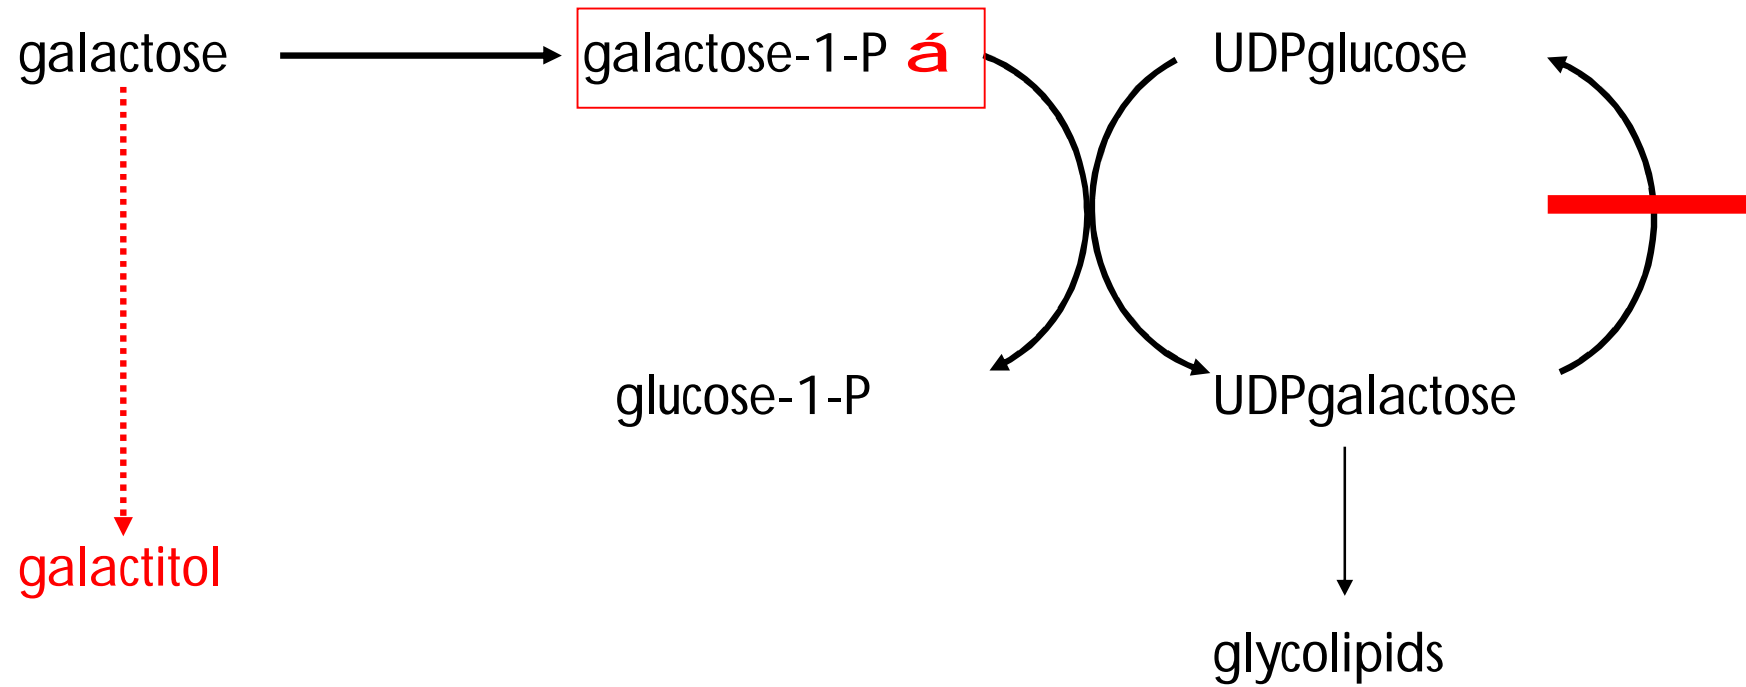 galactose
galactose-1-P á
UDPglucose
glucose-1-P
UDPgalactose
galactitol
glycolipids